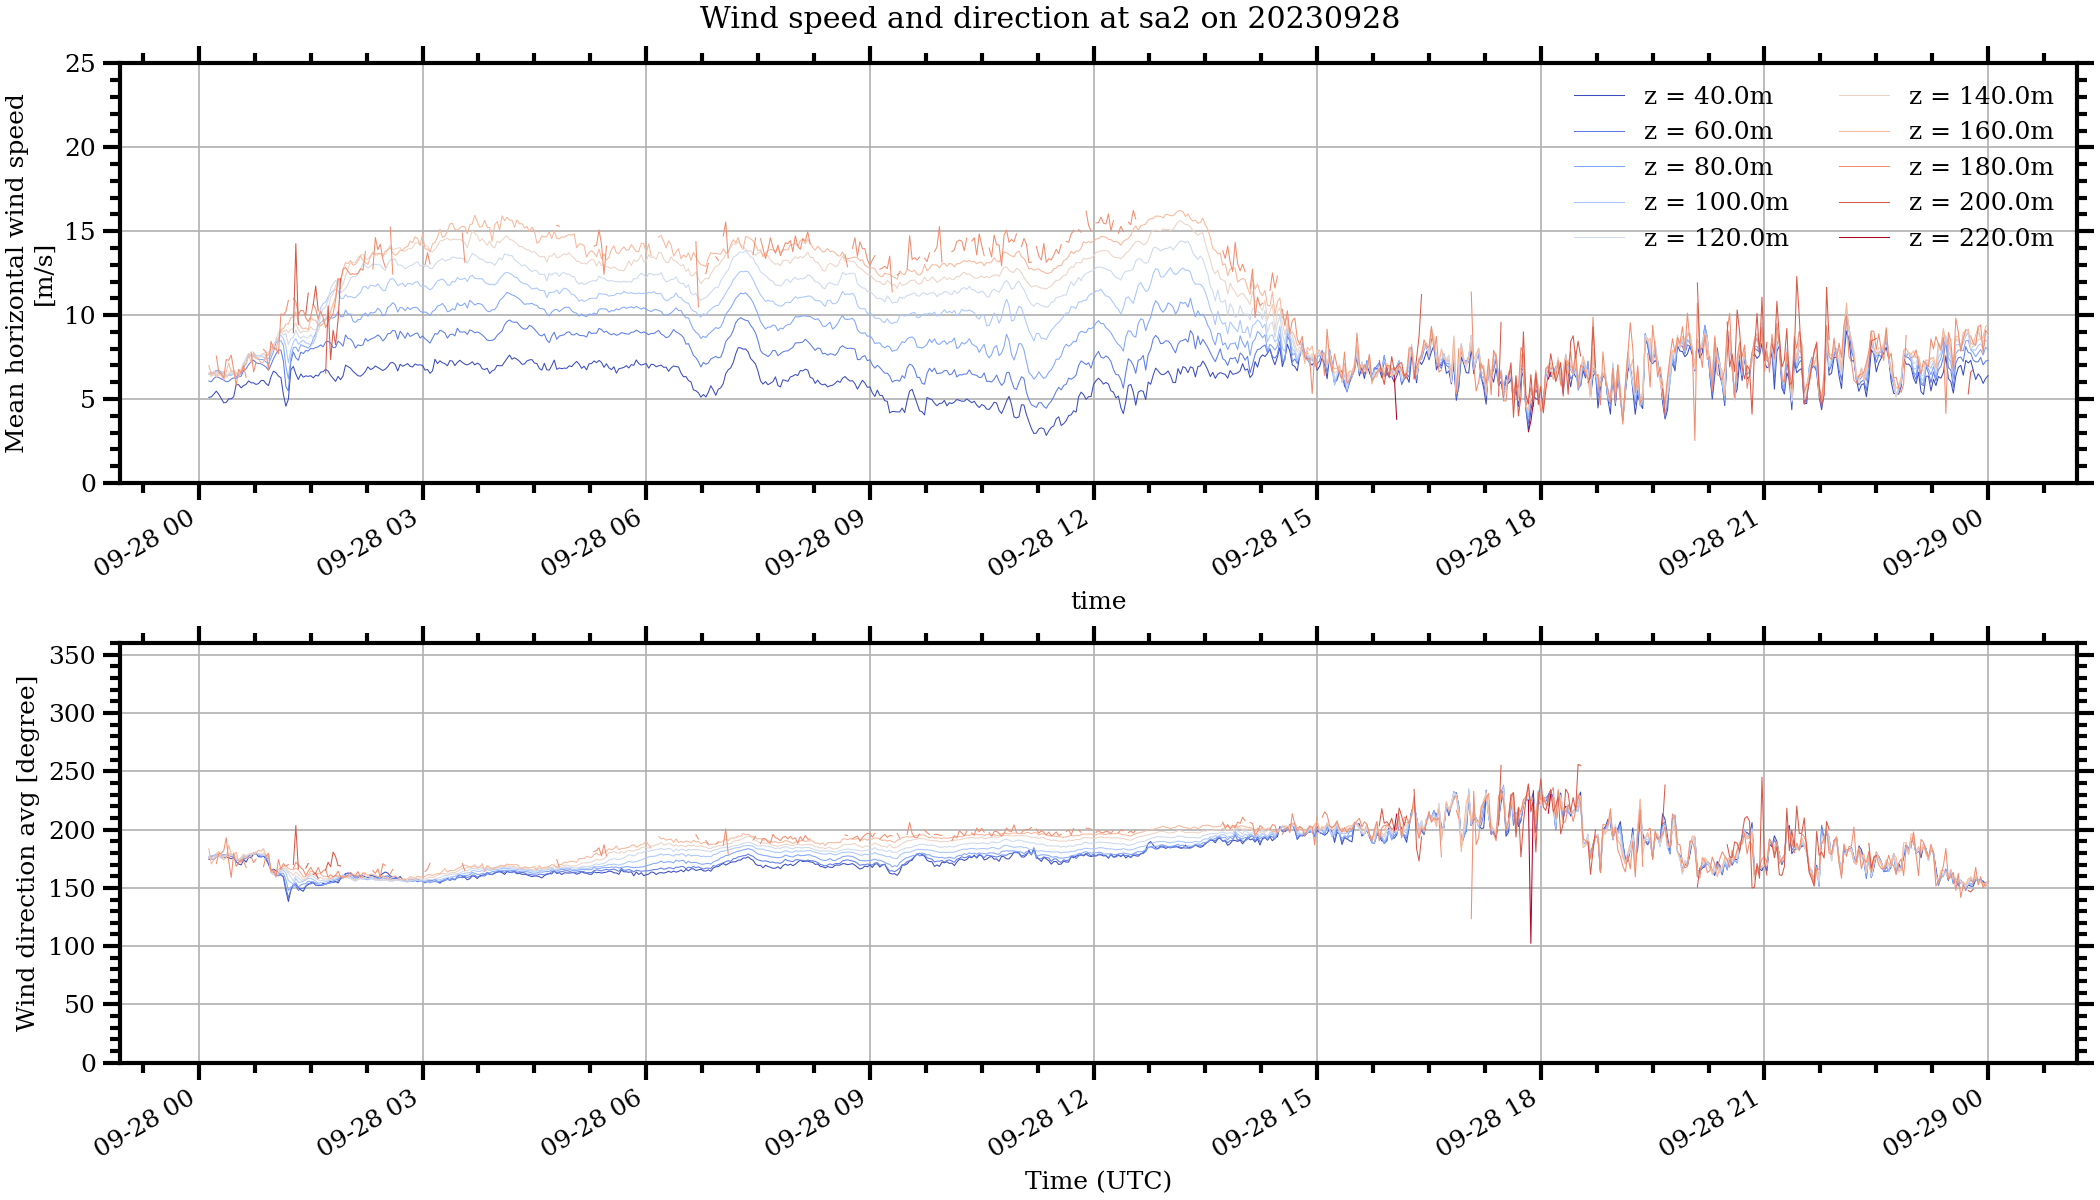 Wind speed and direction at sa2 on 20230928
Mean horizontal wind speed
[m/s]
25
20
15
10
5
0
z = 40.0m
z = 60.0m
z = 80.0m
z = 100.0m
z = 120.0m
z = 140.0m
z = 160.0m
z = 180.0m
z = 200.0m
z = 220.0m
09-28 00
09-28 03
09-28 06
09-28 09
09-28 12
09-28 15
09-28 18
09-28 21
09-29 00
time
Wind direction avg [degree]
350
300
250
200
150
100
50
0
09-28 00
09-28 03
09-28 06
09-28 09
09-28 12
09-28 15
09-28 18
09-28 21
09-29 00
Time (UTC)